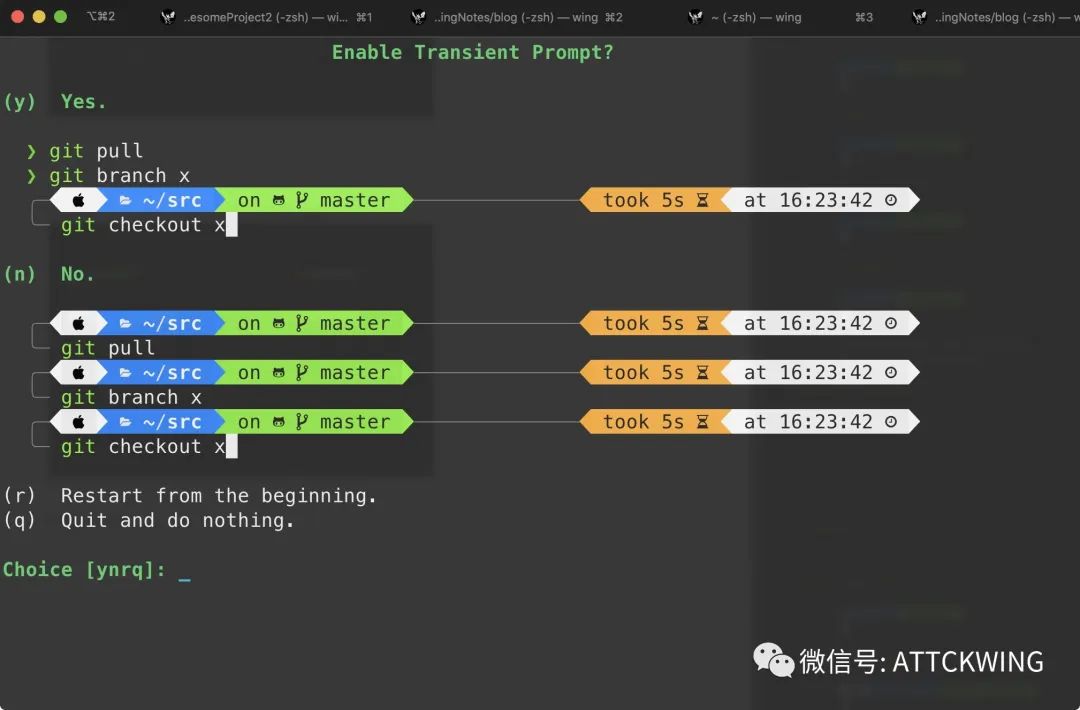 ⌥⌘2 ..esomeProject2 (-zsh) — wi... ⌘1 ..ingNotes/blog (-zsh) — wing ⌘2 ~ (-zsh) — wing ⌘3 ..ingNotes/blog (-zsh) — w
Enable Transient Prompt?
(y) Yes.
❯ git pull
❯ git branch x
~/src on master took 5s at 16:23:42
git checkout x
(n) No.
~/src on master took 5s at 16:23:42
git pull
~/src on master took 5s at 16:23:42
git branch x
~/src on master took 5s at 16:23:42
git checkout x
(r) Restart from the beginning.
(q) Quit and do nothing.
Choice [ynrq]: _
微信号: ATTCKWING